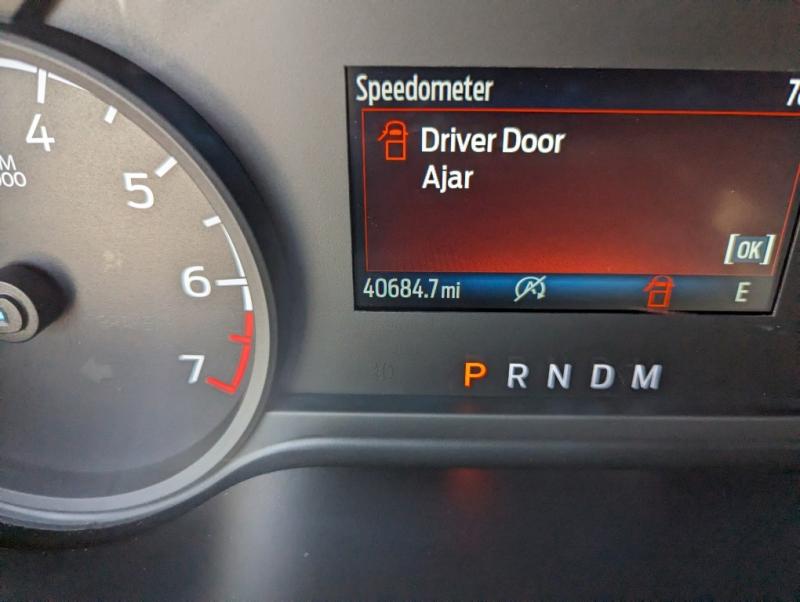 Speedometer
Driver Door
Ajar
[OK]
40684.7 mi
E
P R N D M
4
5
6
7